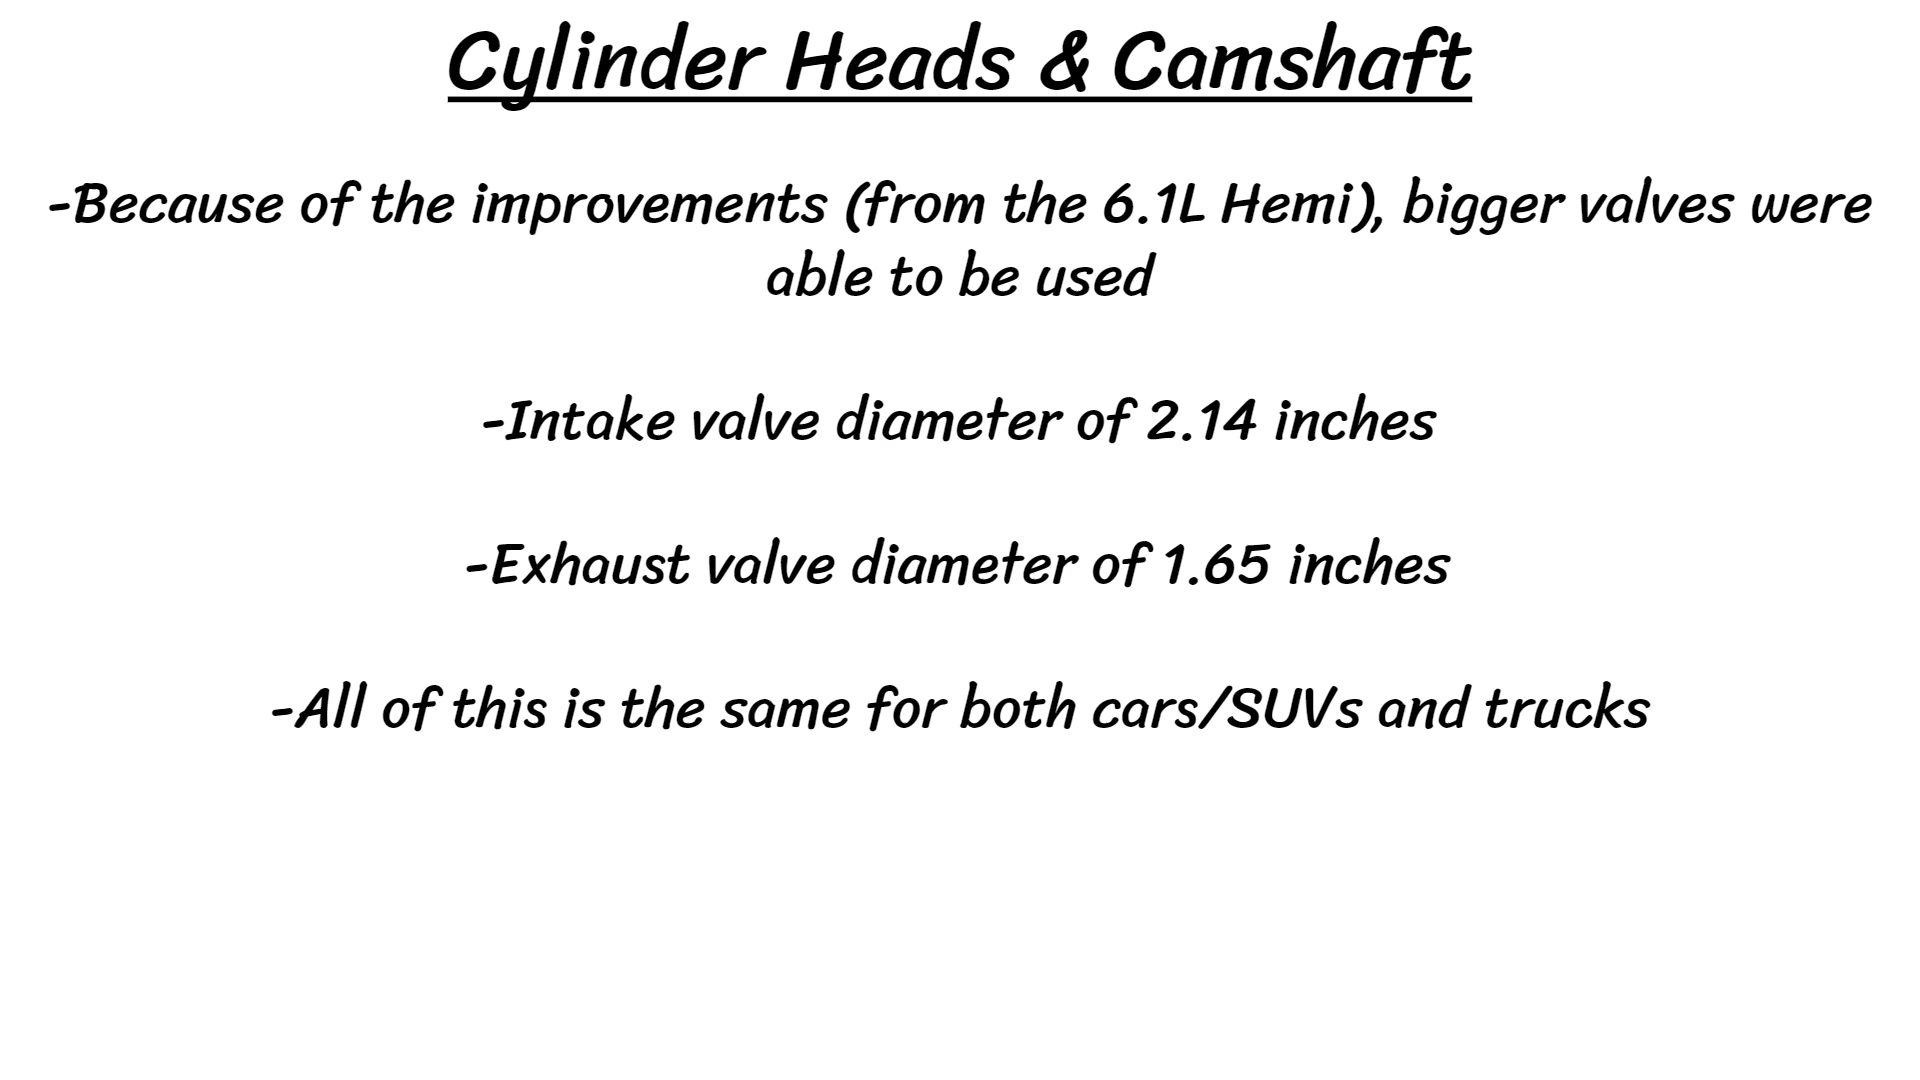 Cylinder Heads & Camshaft
-Because of the improvements (from the 6.1L Hemi), bigger valves were
able to be used
-Intake valve diameter of 2.14 inches
-Exhaust valve diameter of 1.65 inches
-All of this is the same for both cars/SUVs and trucks